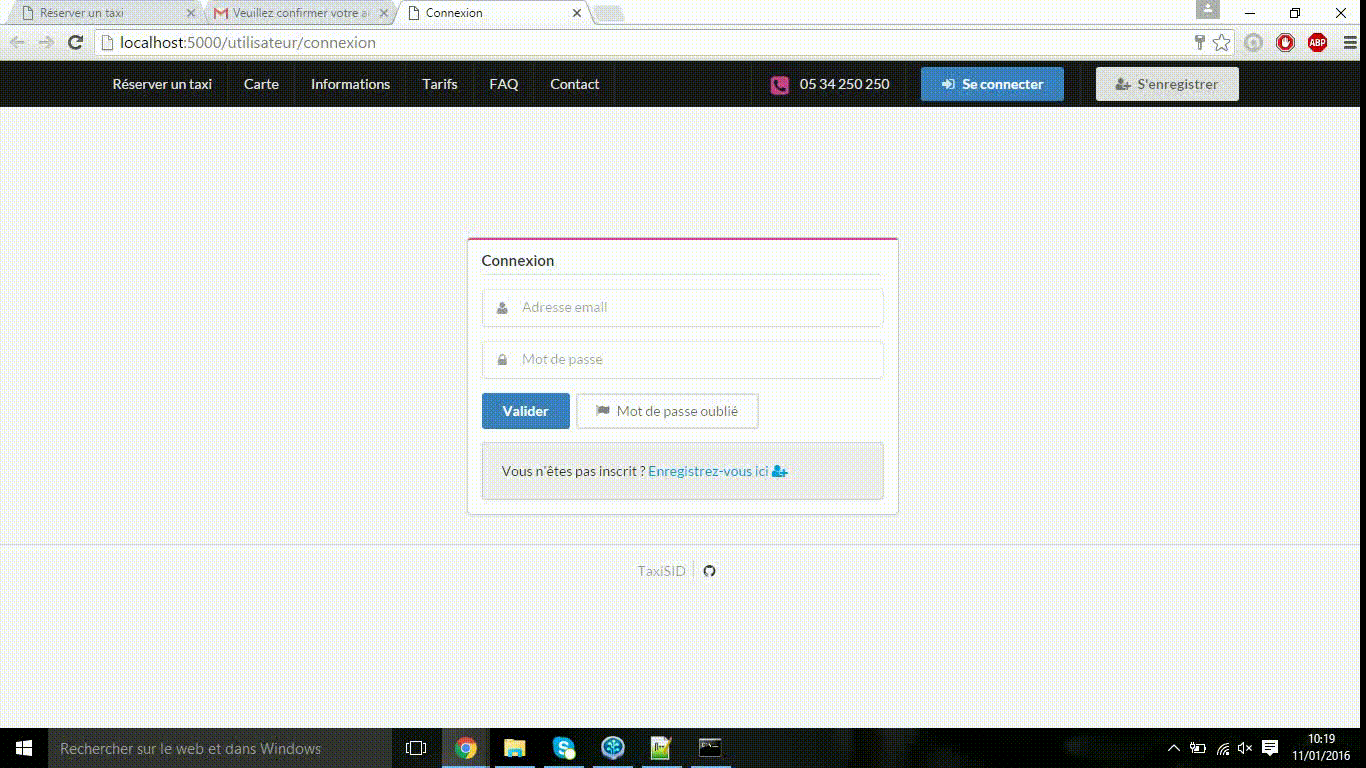 Réserver un taxi
Veuillez confirmer votre a
Connexion
localhost:5000/utilisateur/connexion
ABP
Réserver un taxi Carte Informations Tarifs FAQ Contact 05 34 250 250 Se connecter S'enregistrer
Connexion
Adresse email
Mot de passe
Valider Mot de passe oublié
Vous n'êtes pas inscrit ? Enregistrez-vous ici
TaxiSID
Rechercher sur le web et dans Windows
10:19
11/01/2016